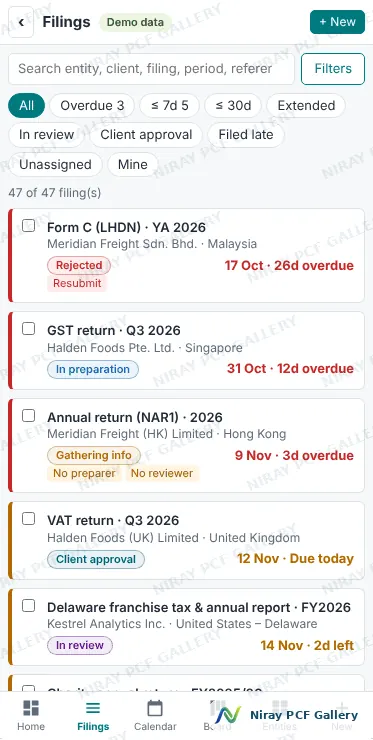 ‹ Filings Demo data + New
Search entity, client, filing, period, referer Filters
All Overdue 3 ≤ 7d 5 ≤ 30d Extended
In review Client approval Filed late
Unassigned Mine
47 of 47 filing(s)
Form C (LHDN) · YA 2026
Meridian Freight Sdn. Bhd. · Malaysia
Rejected 17 Oct · 26d overdue
Resubmit
GST return · Q3 2026
Halden Foods Pte. Ltd. · Singapore
In preparation 31 Oct · 12d overdue
Annual return (NAR1) · 2026
Meridian Freight (HK) Limited · Hong Kong
Gathering info 9 Nov · 3d overdue
No preparer No reviewer
VAT return · Q3 2026
Halden Foods (UK) Limited · United Kingdom
Client approval 12 Nov · Due today
Delaware franchise tax & annual report · FY2026
Kestrel Analytics Inc. · United States – Delaware
In review 14 Nov · 2d left
Home Filings Calendar Entities New
Niray PCF Gallery
NIRAY PCF GALLERY